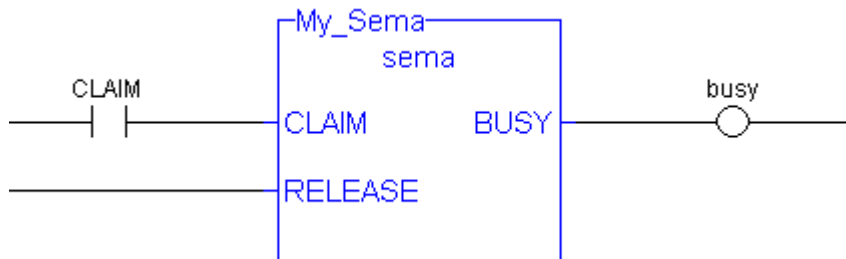 My_Sema
sema
CLAIM
busy
CLAIM
BUSY
RELEASE